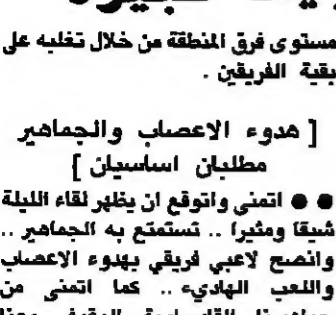 مستوى فرق المنطقة من خلال تغلبه على
بقية الفريقين .
[ هدوء الاعصاب والجماهير
مطلبان اساسيان ]
●● اتمنى واتوقع ان يظهر لقاء الليلة
شيقا ومثيرا .. تستمتع به الجماهير ..
وانصح لاعبي فريقي بهدوء الاعصاب
واللعب الهاديء .. كما اتمنى من